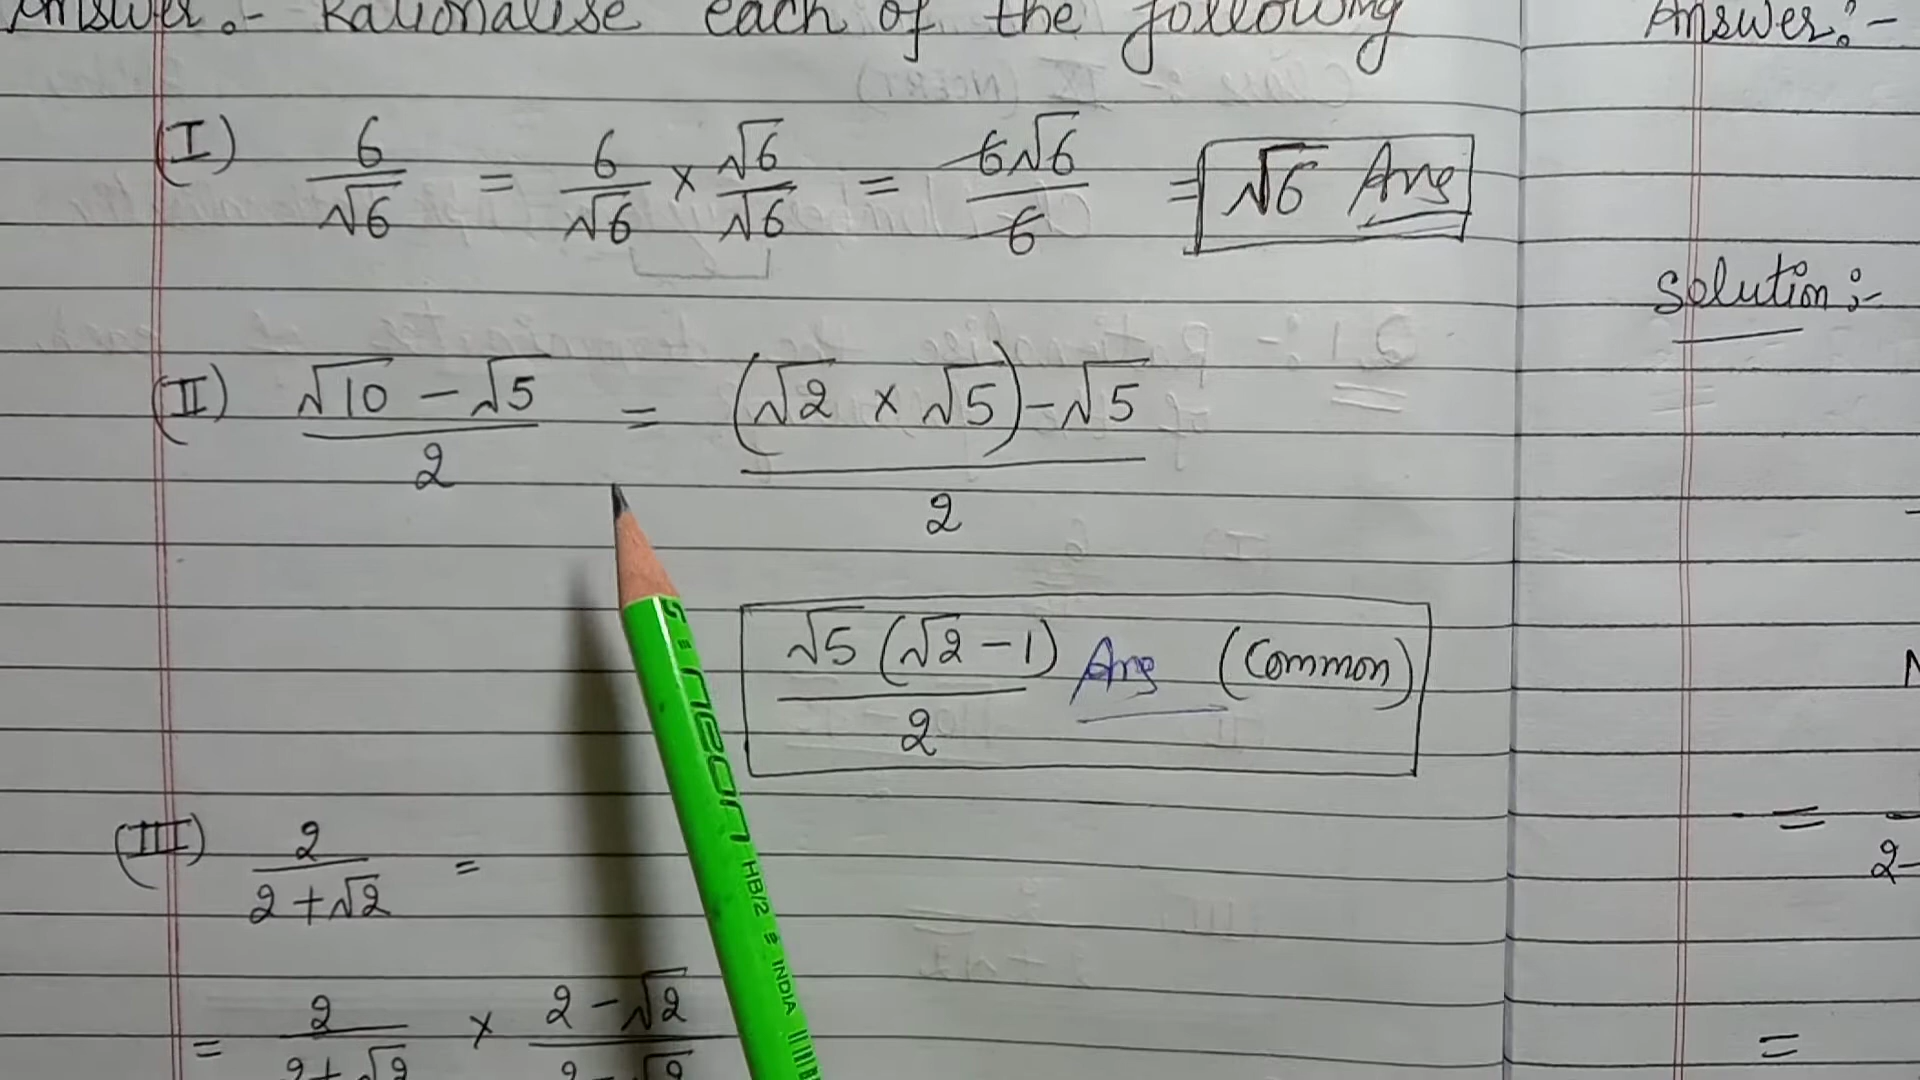 Answer:- Rationalise each of the following
(I) 6/√6 = 6/√6 × √6/√6 = 6√6/6 = √6 Ans
(II) (√10 - √5)/2 = ((√2 × √5) - √5)/2
√5 (√2 - 1)/2 Ans (Common)
(III) 2/(2 + √2) =
= 2/(2 + √2) × (2 - √2)/(2 - √2)
neon HB/2 INDIA
Answer:-
Solution:-
=
2-
=